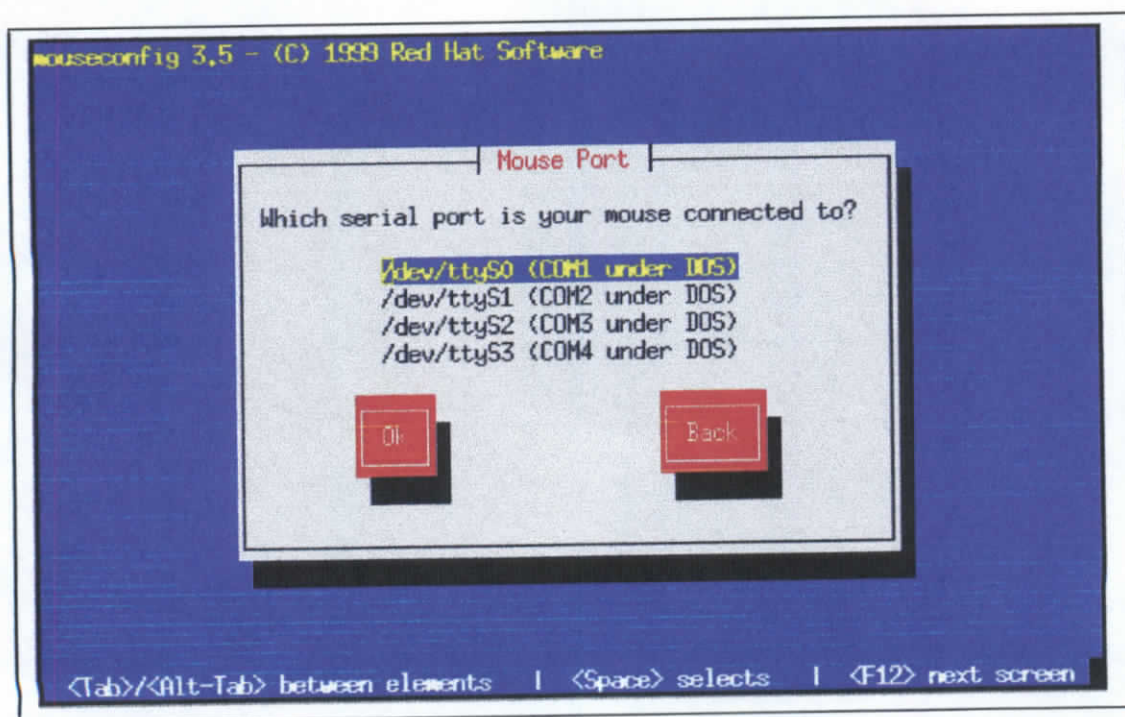 mouseconfig 3.5 - (C) 1999 Red Hat Software
Mouse Port
Which serial port is your mouse connected to?
/dev/ttyS0 (COM1 under DOS)
/dev/ttyS1 (COM2 under DOS)
/dev/ttyS2 (COM3 under DOS)
/dev/ttyS3 (COM4 under DOS)
Ok Back
<Tab>/<Alt-Tab> between elements | <Space> selects | <F12> next screen